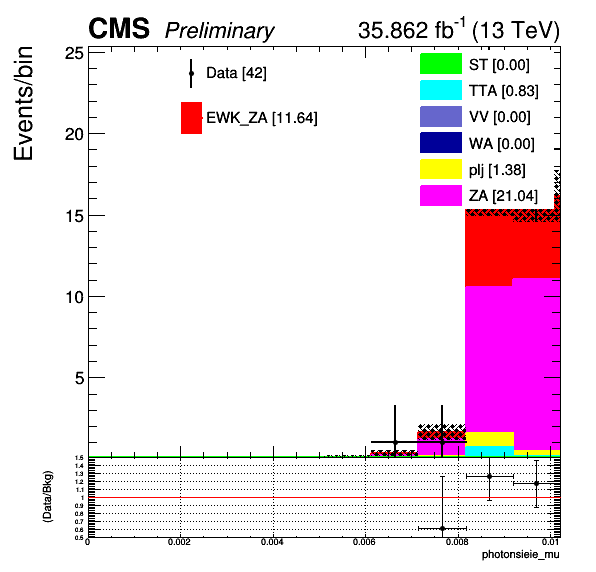 CMS Preliminary 35.862 fb⁻¹ (13 TeV)
Events/bin
25
20
15
10
5
Data [42]
EWK_ZA [11.64]
ST [0.00]
TTA [0.83]
VV [0.00]
WA [0.00]
plj [1.38]
ZA [21.04]
(Data/Bkg)
1.5
1.4
1.3
1.2
1.1
1
0.9
0.8
0.7
0.6
0.5
0 0.002 0.004 0.006 0.008 0.01
photonsieie_mu